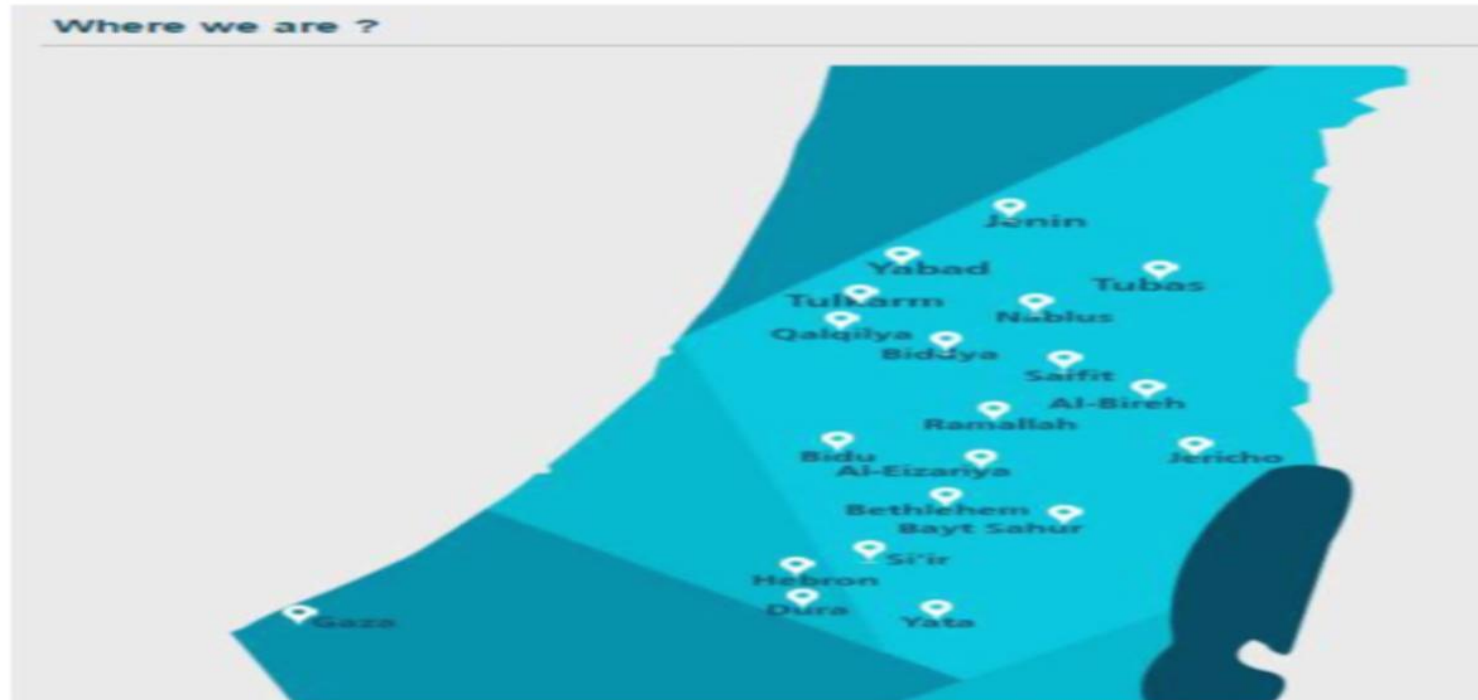 Where we are ?
Jenin
Yabad
Tubas
Tulkarm
Nablus
Qalqilya
Biddya
Salfit
Al-Bireh
Ramallah
Bidu
Jericho
Al-Eizariya
Bethlehem
Bayt Sahur
Si'ir
Hebron
Dura
Yata
Gaza